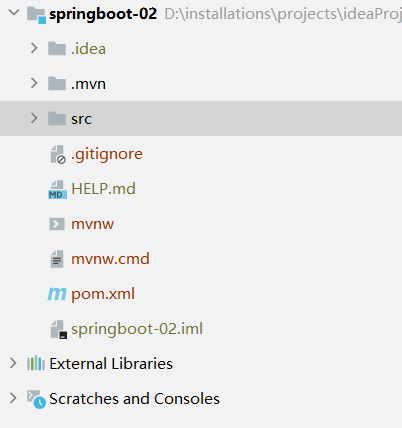 springboot-02 D:\installations\projects\ideaProj
.idea
.mvn
src
.gitignore
MD HELP.md
mvnw
mvnw.cmd
m pom.xml
springboot-02.iml
External Libraries
Scratches and Consoles